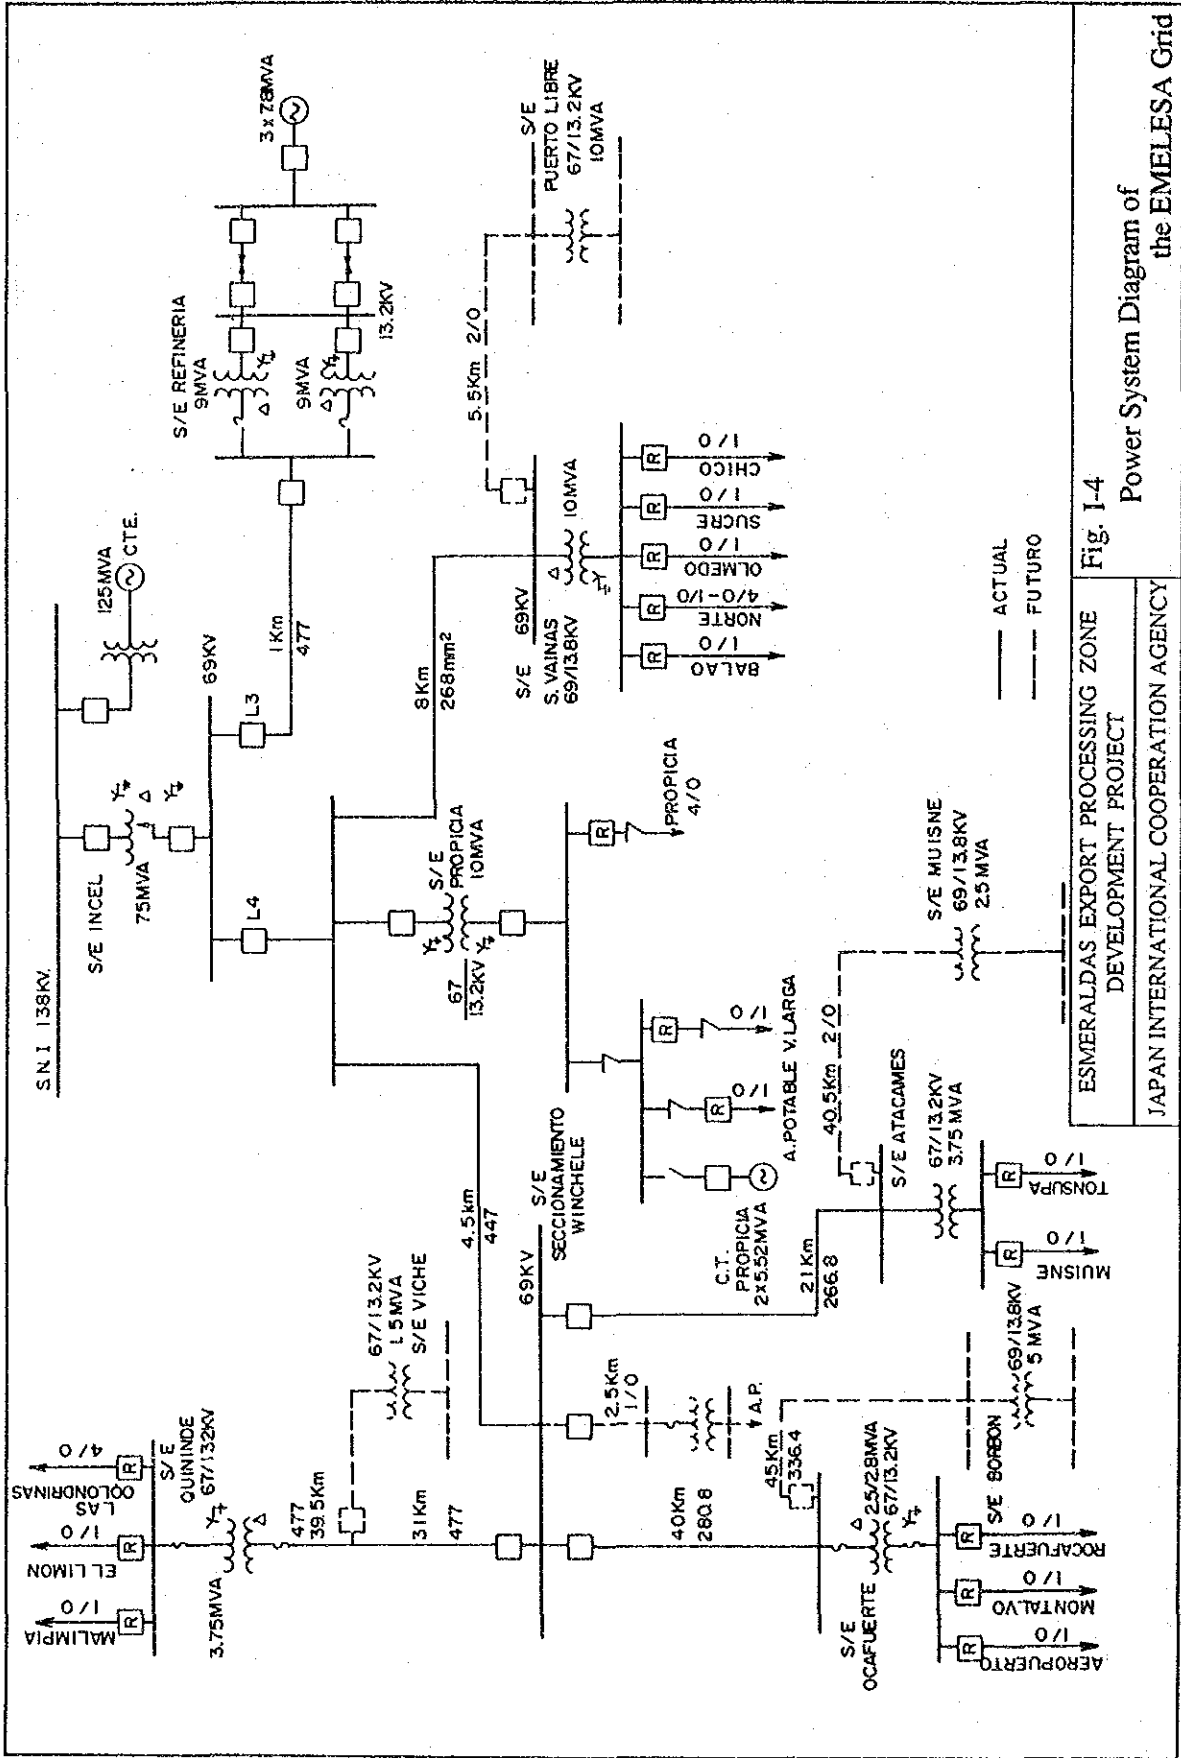 S.N.I 138KV.
S/E INCEL
75MVA
125MVA
CTE.
69KV
L4
L3
1Km
477
S/E REFINERIA
9MVA
9MVA
13.2KV
3x7.8MVA
8Km
268mm²
S/E
PROPICIA
10MVA
67
13.2KV
PROPICIA
4/0
S/E
69KV
S. VAINAS
69/13.8KV
10MVA
R
R
R
R
R
R
BALAO
1/0
NORTE
4/0-1/0
OLMEDO
1/0
SUCRE
1/0
CHICO
1/0
5.5Km 2/0
S/E
PUERTO LIBRE
67/13.2KV
10MVA
4.5km
447
S/E
SECCIONAMIENTO
WINCHELE
69KV
C.T.
PROPICIA
2x5.52MVA
R
R
1/0
1/0
A.POTABLE V.LARGA
MALIMPIA
1/0
EL LIMON
1/0
LAS
OOLONDRINAS
4/0
R
R
R
S/E
QUININDE
67/132KV
3.75MVA
477
39.5Km
31Km
477
67/13.2KV
1.5MVA
S/E VICHE
2.5Km
1/0
A.P.
40Km
280.8
45Km
336.4
S/E
OCAFUERTE
2.5/2.8MVA
67/13.2KV
R
R
R
AEROPUERTO
1/0
MONTALVO
1/0
ROCAFUERTE
1/0
S/E BORBON
69/13.8KV
5 MVA
21Km
266.8
S/E ATACAMES
67/13.2KV
3.75MVA
R
R
MUISNE
1/0
TONSUPA
1/0
40.5Km 2/0
S/E MUISNE
69/13.8KV
2.5MVA
ACTUAL
FUTURO
ESMERALDAS EXPORT PROCESSING ZONE
DEVELOPMENT PROJECT
JAPAN INTERNATIONAL COOPERATION AGENCY
Fig. I-4
Power System Diagram of
the EMELESA Grid